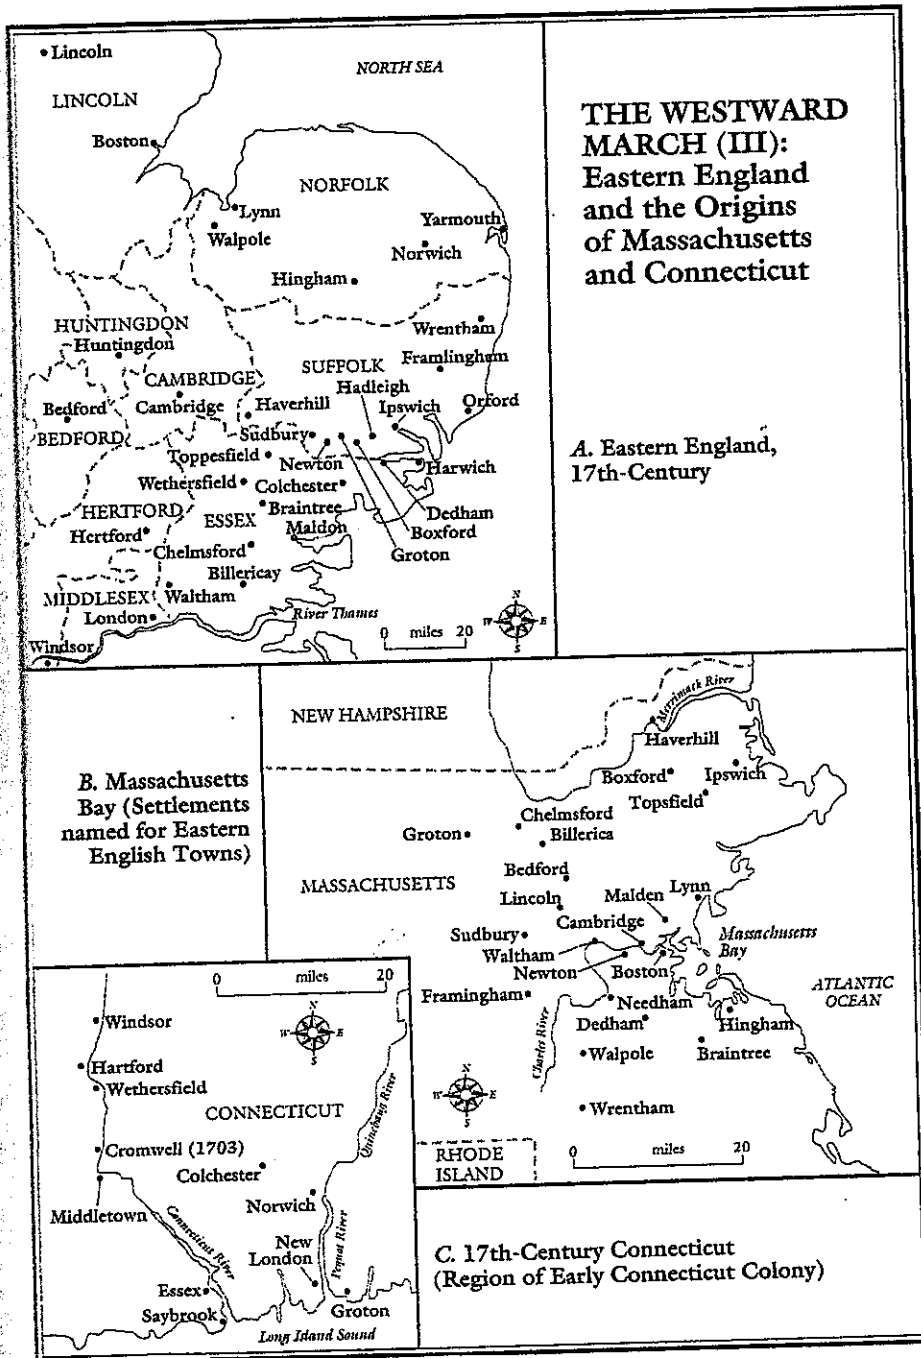 THE WESTWARD
MARCH (III):
Eastern England
and the Origins
of Massachusetts
and Connecticut
A. Eastern England,
17th-Century
Lincoln
LINCOLN
NORTH SEA
Boston
NORFOLK
Lynn
Walpole
Yarmouth
Norwich
Hingham
HUNTINGDON
Huntingdon
Wrentham
SUFFOLK
Framlingham
CAMBRIDGE
Hadleigh
Bedford
Cambridge
Haverhill
Ipswich
Orford
BEDFORD
Sudbury
Toppesfield
Newton
Harwich
Wethersfield
Colchester
HERTFORD
Braintree
Dedham
ESSEX
Maldon
Boxford
Hertford
Chelmsford
Groton
Billericay
MIDDLESEX
Waltham
London
River Thames
Windsor
0 miles 20
N
W E
S
B. Massachusetts
Bay (Settlements
named for Eastern
English Towns)
NEW HAMPSHIRE
Merrimack River
Haverhill
Boxford
Ipswich
Topsfield
Chelmsford
Groton
Billerica
Bedford
MASSACHUSETTS
Lincoln
Malden
Lynn
Cambridge
Sudbury
Waltham
Massachusetts
Bay
Newton
Boston
Framingham
Needham
ATLANTIC
OCEAN
Dedham
Hingham
Charles River
Walpole
Braintree
Wrentham
N
W E
S
RHODE
ISLAND
0 miles 20
C. 17th-Century Connecticut
(Region of Early Connecticut Colony)
0 miles 20
Windsor
N
W E
S
Hartford
Wethersfield
CONNECTICUT
Quinebaug River
Cromwell (1703)
Colchester
Norwich
Middletown
Connecticut River
New
London
Pequot River
Essex
Saybrook
Groton
Long Island Sound